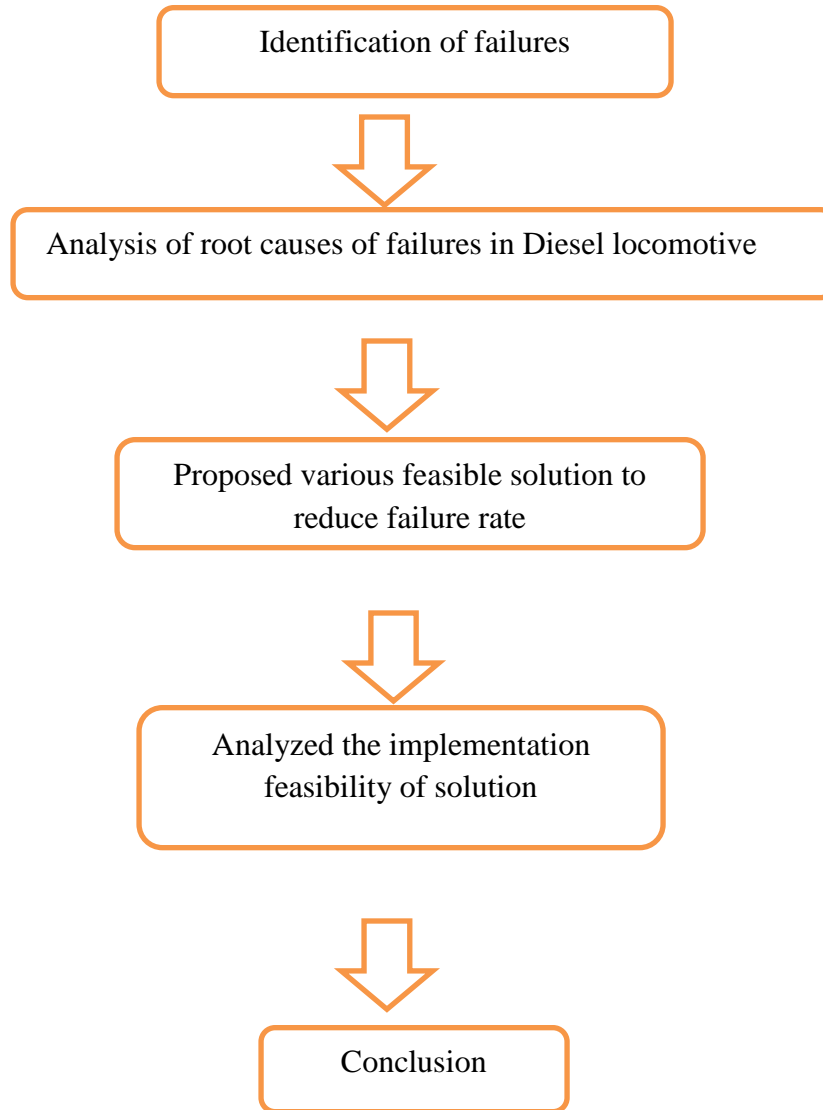 Identification of failures
Analysis of root causes of failures in Diesel locomotive
Proposed various feasible solution to
reduce failure rate
Analyzed the implementation
feasibility of solution
Conclusion